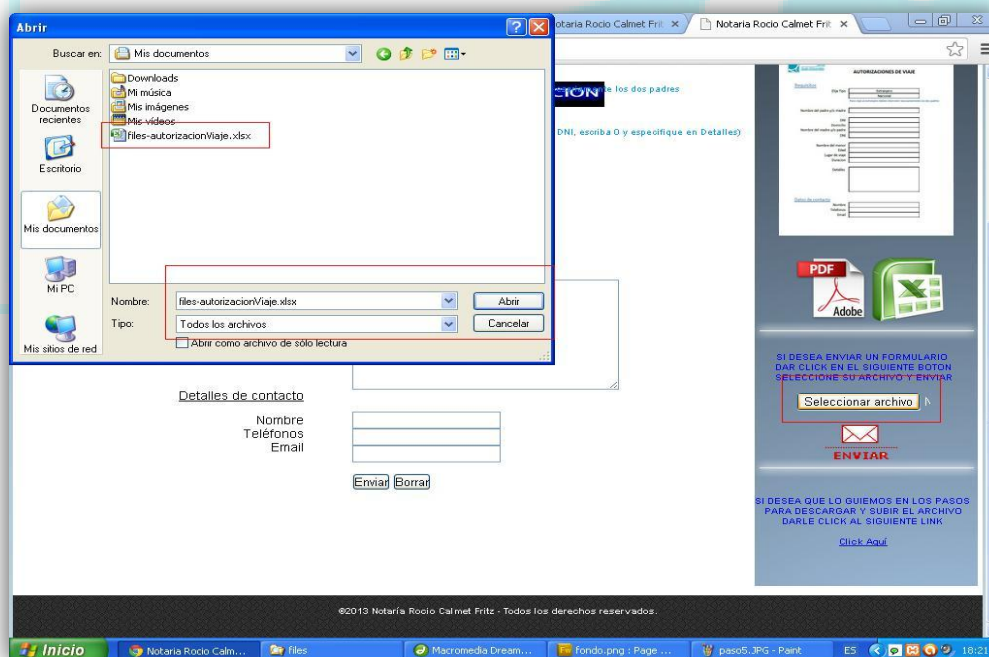 Abrir
otaria Rocio Calmet Frit
Notaria Rocio Calmet Frit
Buscar en:
Mis documentos
Documentos
recientes
Escritorio
Mis documentos
Mi PC
Mis sitios de red
Downloads
Mi música
Mis imágenes
Mis vídeos
files-autorizacionViaje.xlsx
Nombre:
files-autorizacionViaje.xlsx
Abrir
Tipo:
Todos los archivos
Cancelar
Abrir como archivo de sólo lectura
CION
te los dos padres
DNI, escriba 0 y especifique en Detalles)
Detalles de contacto
Nombre
Teléfonos
Email
Enviar
Borrar
AUTORIZACIONES DE VIAJE
Requisitos
PDF
Adobe
SI DESEA ENVIAR UN FORMULARIO
DAR CLICK EN EL SIGUIENTE BOTON
SELECCIONE SU ARCHIVO Y ENVIAR
Seleccionar archivo
N
ENVIAR
SI DESEA QUE LO GUIEMOS EN LOS PASOS
PARA DESCARGAR Y SUBIR EL ARCHIVO
DARLE CLICK AL SIGUIENTE LINK
Click Aquí
©2013 Notaría Rocio Calmet Fritz - Todos los derechos reservados.
Inicio
Notaria Rocio Calm...
files
Macromedia Dream...
fondo.png : Page ...
paso5.JPG - Paint
ES
18:21